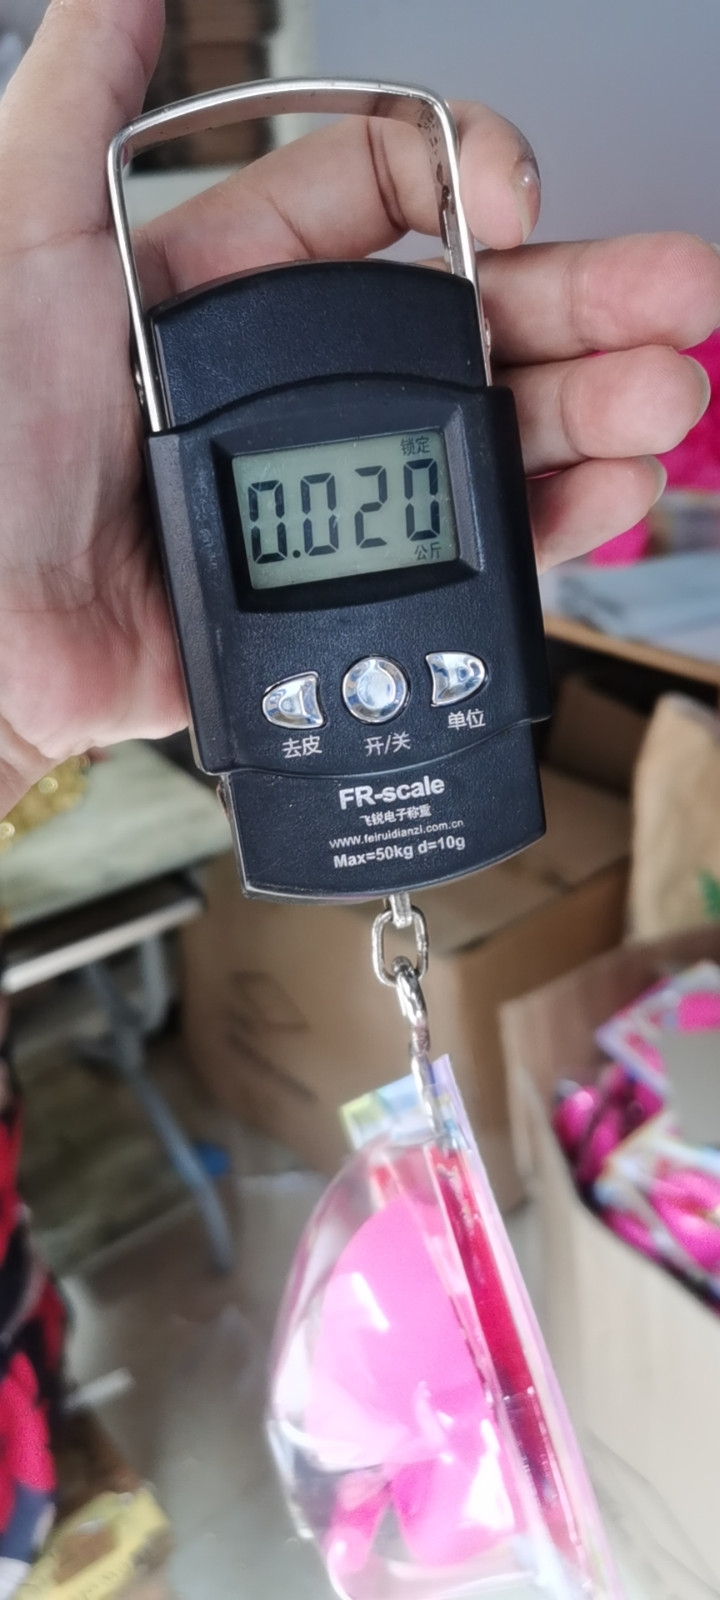 锁定
0.020
公斤
去皮 开/关 单位
FR-scale
飞锐电子称重
www.feiruidianzi.com.cn
Max=50kg d=10g